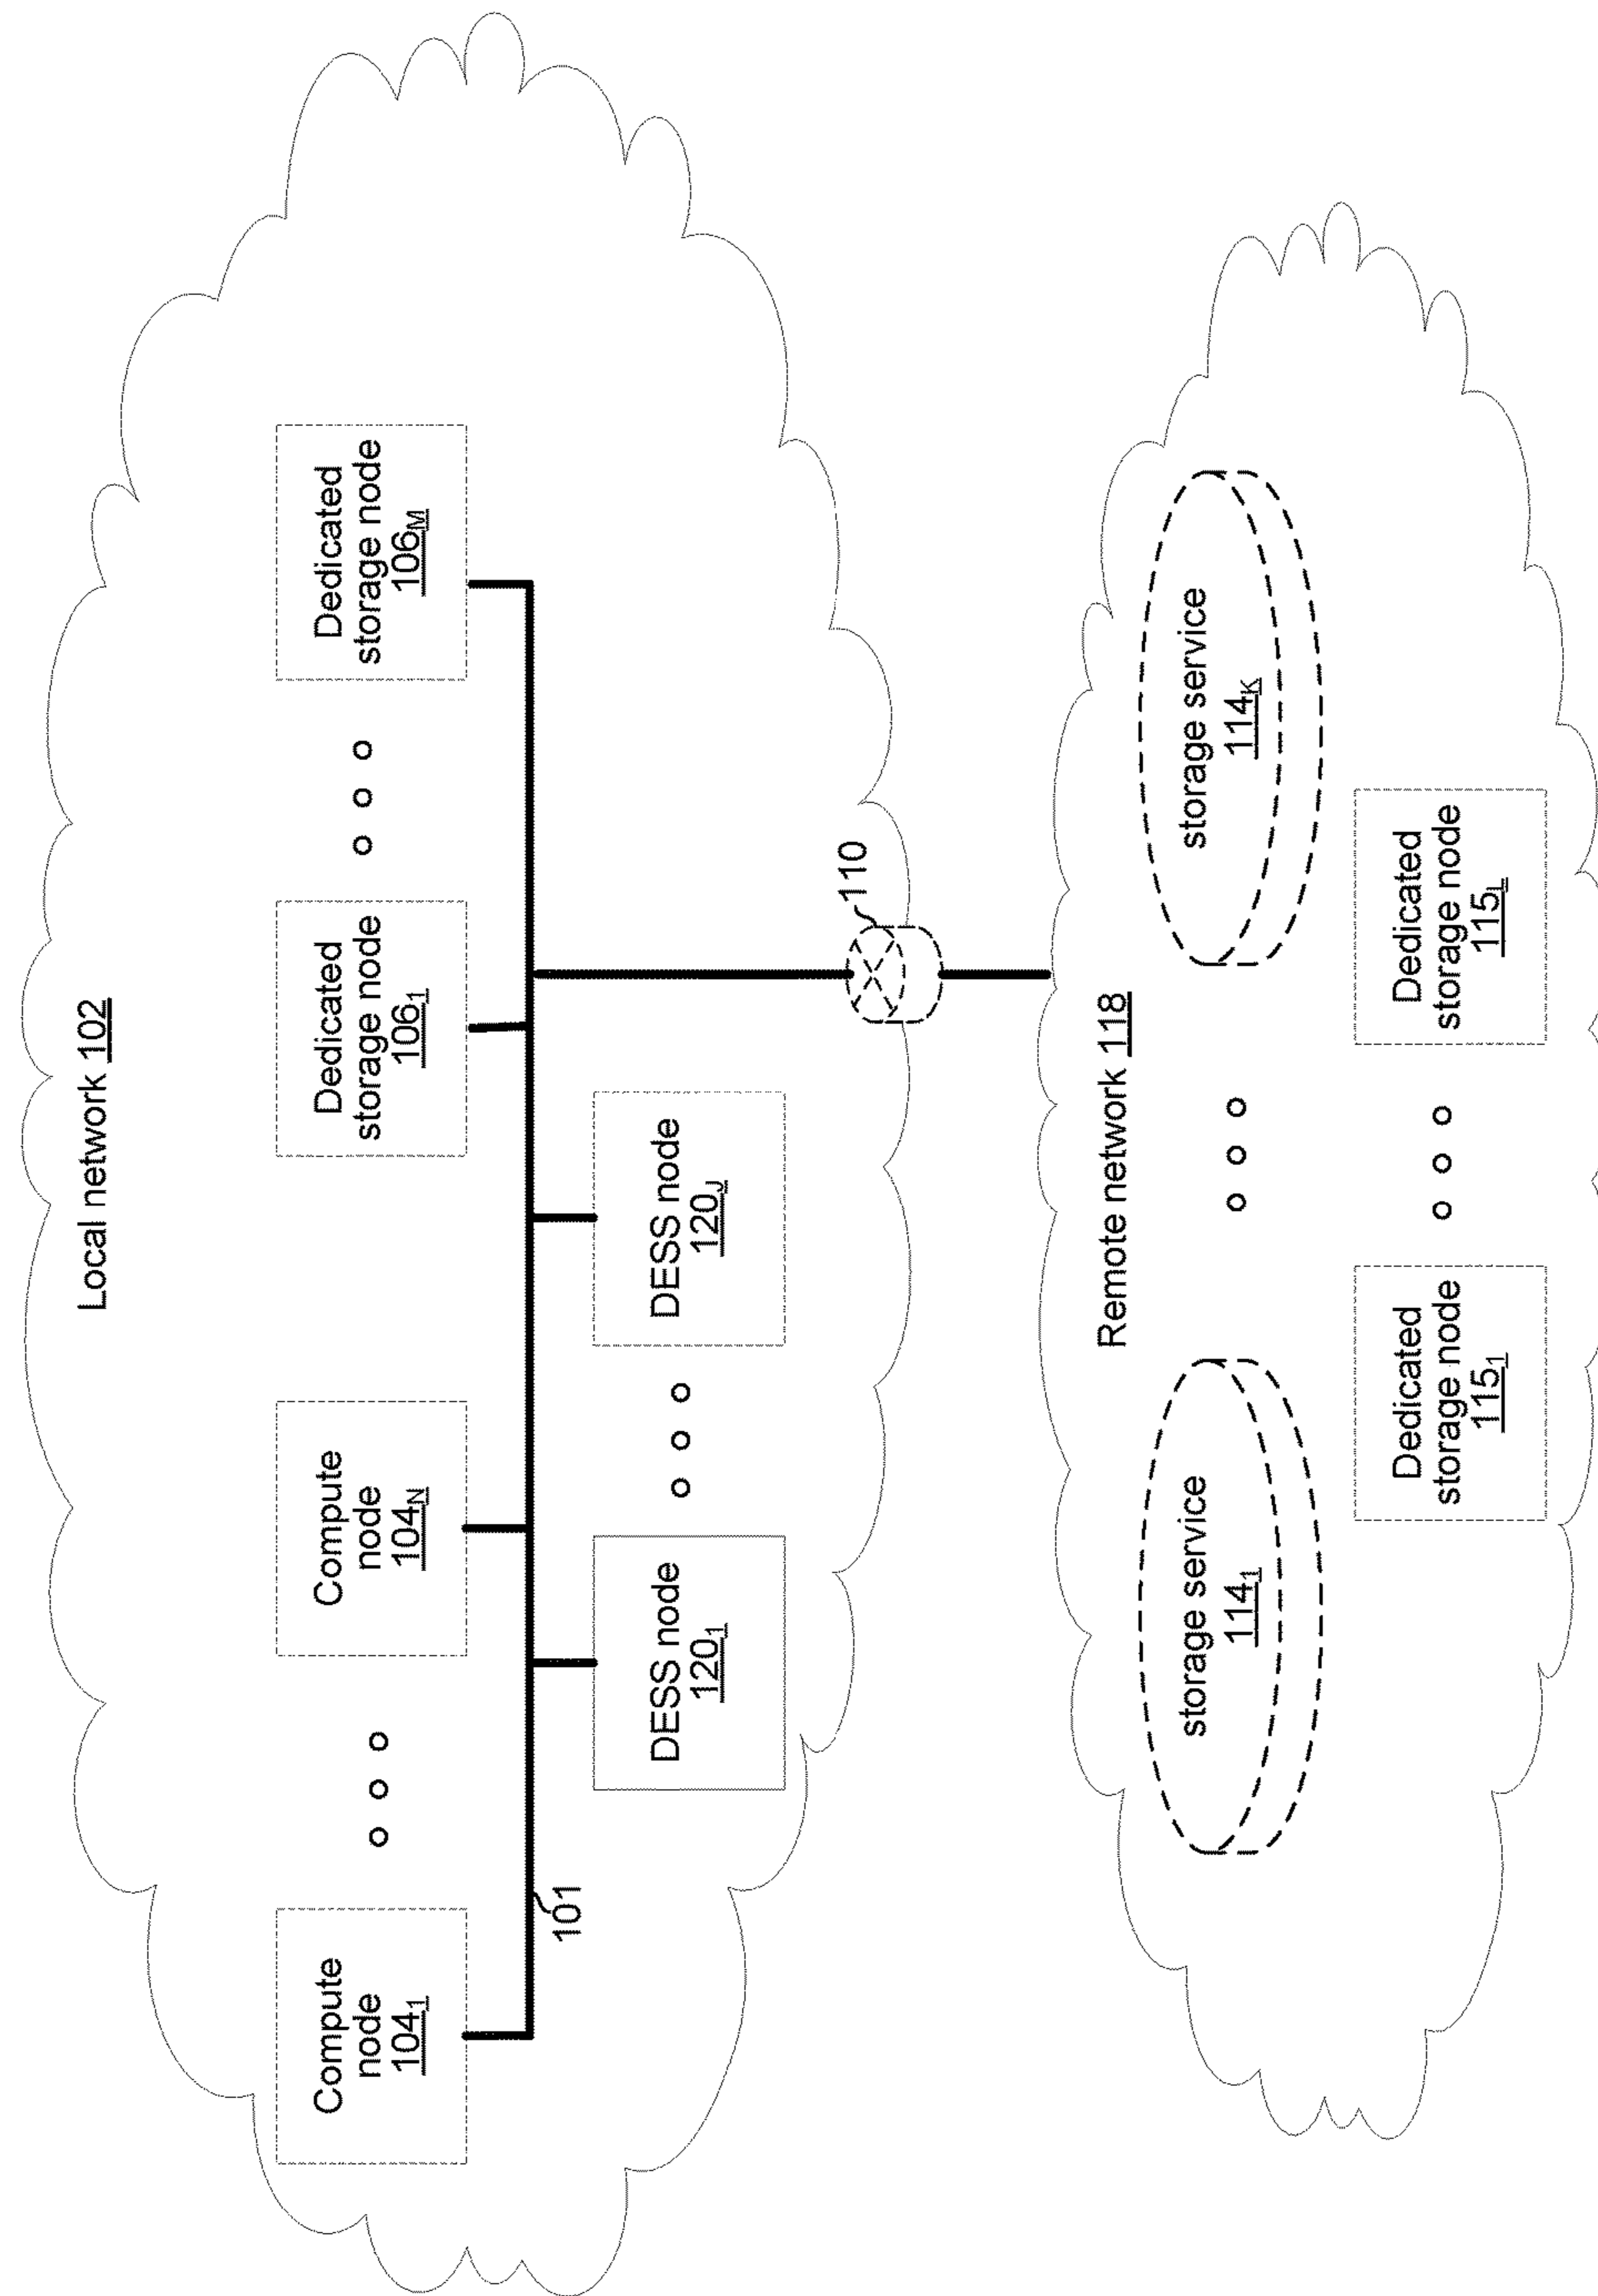 Local network 102
Compute
node
104₁
Compute
node
104N
Dedicated
storage node
106₁
Dedicated
storage node
106M
101
DESS node
120₁
DESS node
120J
110
Remote network 118
storage service
114₁
storage service
114K
Dedicated
storage node
115₁
Dedicated
storage node
115L